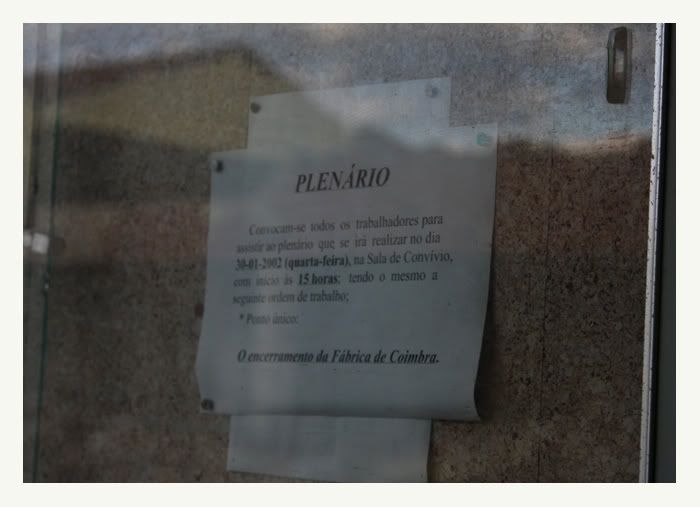 PLENÁRIO
Convocam-se todos os trabalhadores para
assistir ao plenário que se irá realizar no dia
30-01-2002 (quarta-feira), na Sala de Convívio,
com início às 15 horas; tendo o mesmo a
seguinte ordem de trabalho;
* Ponto único:
O encerramento da Fábrica de Coimbra.